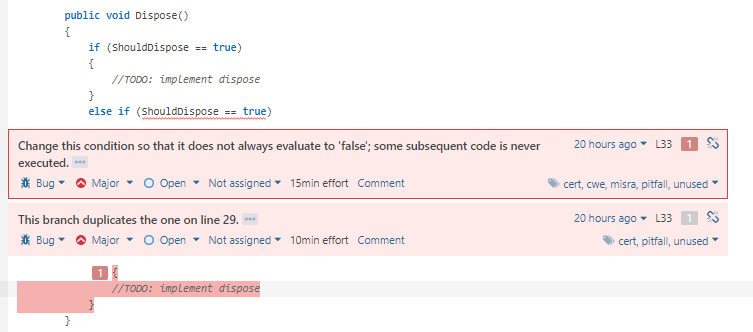 public void Dispose()
{
if (ShouldDispose == true)
{
//TODO: implement dispose
}
else if (ShouldDispose == true)
Change this condition so that it does not always evaluate to 'false'; some subsequent code is never 20 hours ago L33 1
executed. ...
Bug Major Open Not assigned 15min effort Comment cert, cwe, misra, pitfall, unused
This branch duplicates the one on line 29. ... 20 hours ago L33 1
Bug Major Open Not assigned 10min effort Comment cert, pitfall, unused
1 {
//TODO: implement dispose
}
}